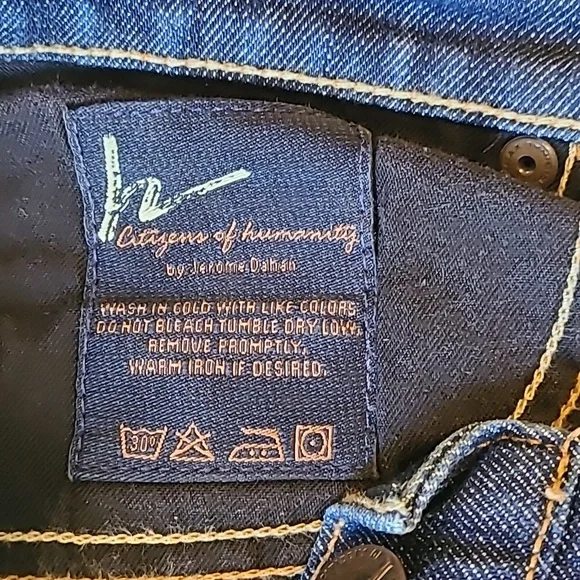 Citizens of humanity
by Jerome Dahan
WASH IN COLD WITH LIKE COLORS
DO NOT BLEACH TUMBLE DRY LOW.
REMOVE PROMPTLY.
WARM IRON IF DESIRED.
30°